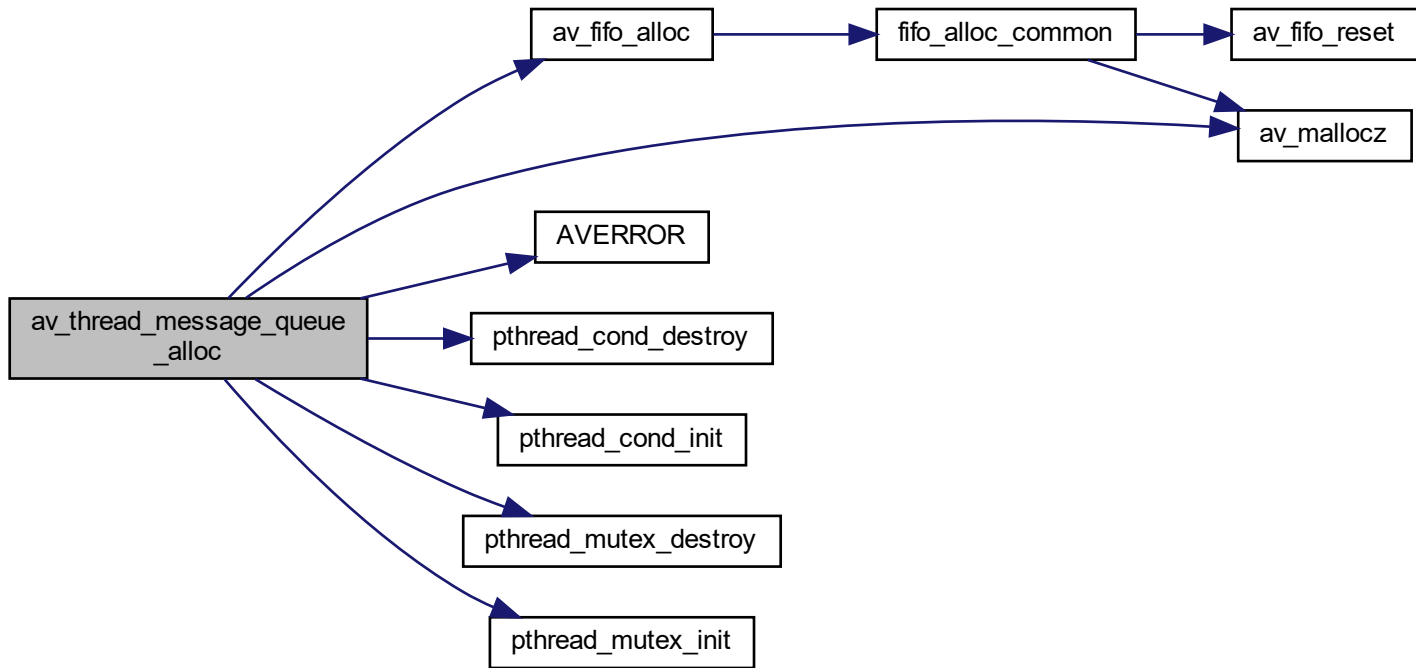 av_fifo_alloc
fifo_alloc_common
av_fifo_reset
av_mallocz
AVERROR
av_thread_message_queue
_alloc
pthread_cond_destroy
pthread_cond_init
pthread_mutex_destroy
pthread_mutex_init